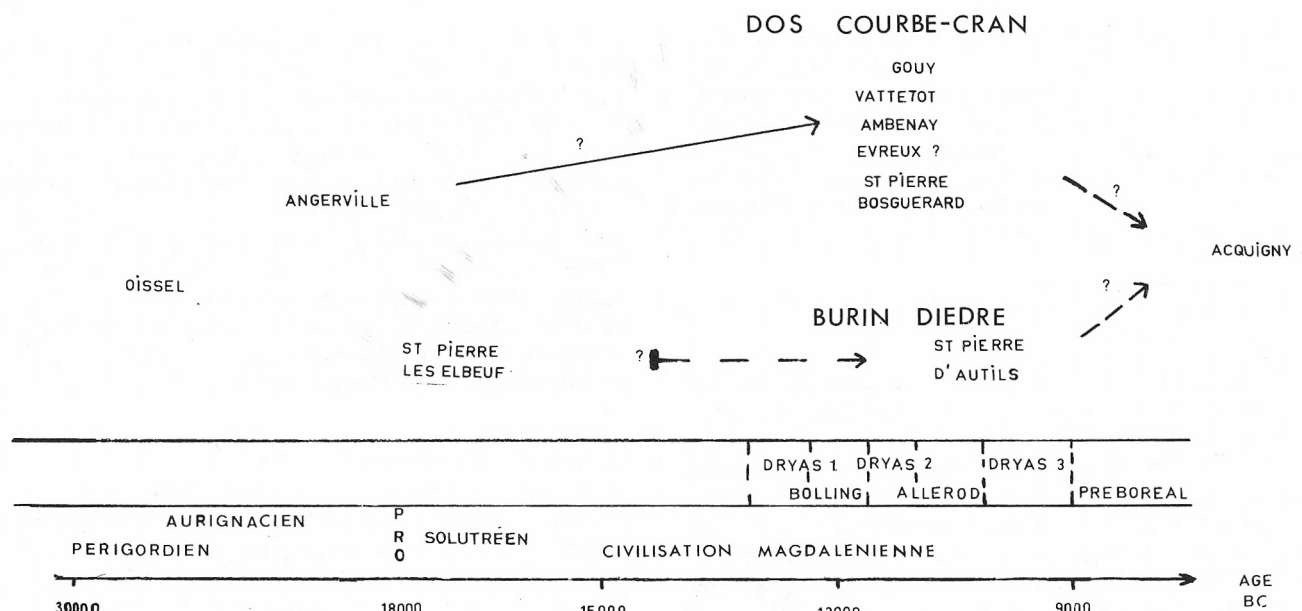 DOS COURBE-CRAN
GOUY
VATTETOT
?
AMBENAY
EVREUX ?
ANGERVILLE
ST PIERRE
BOSGUERARD
?
ACQUIGNY
OISSEL
?
BURIN DIEDRE
ST PIERRE
LES ELBEUF
?
ST PIERRE
D'AUTILS
DRYAS 1 DRYAS 2 DRYAS 3
BOLLING ALLEROD PREBOREAL
AURIGNACIEN
PERIGORDIEN
PRO
SOLUTRÉEN
CIVILISATION MAGDALENIENNE
AGE
BC
30000 18000 15000 12000 9000